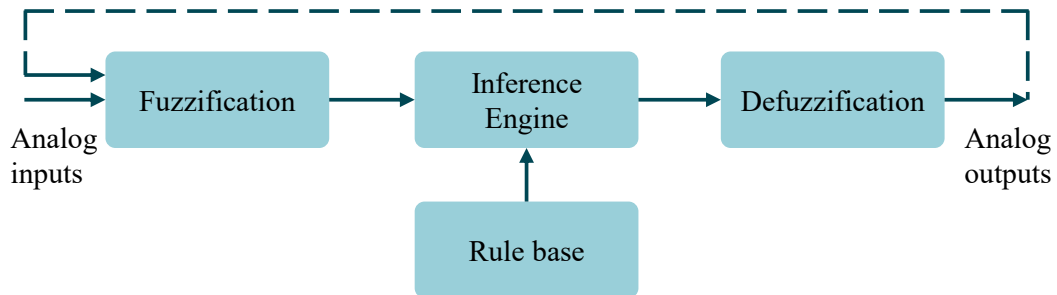 Fuzzification
Inference
Engine
Defuzzification
Analog
inputs
Analog
outputs
Rule base